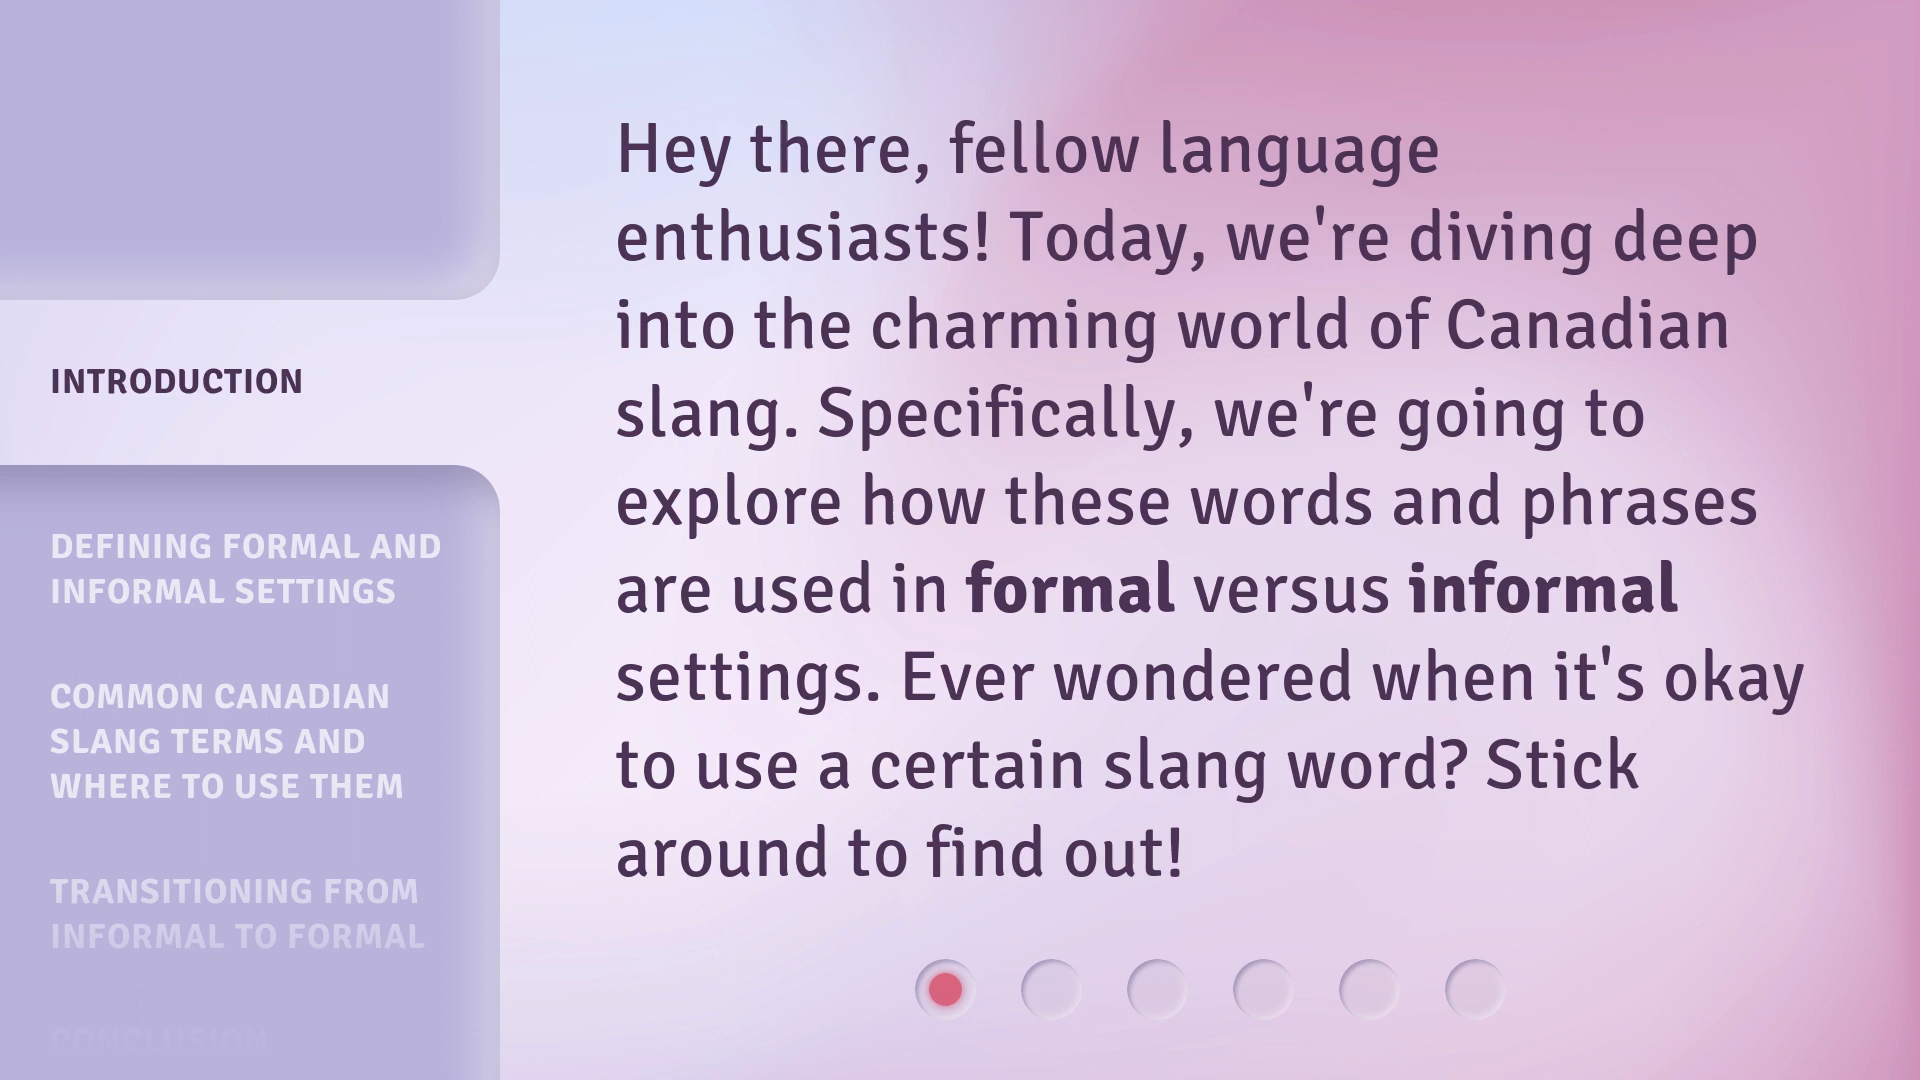 INTRODUCTION
DEFINING FORMAL AND
INFORMAL SETTINGS
COMMON CANADIAN
SLANG TERMS AND
WHERE TO USE THEM
TRANSITIONING FROM
INFORMAL TO FORMAL
CONCLUSION
Hey there, fellow language
enthusiasts! Today, we're diving deep
into the charming world of Canadian
slang. Specifically, we're going to
explore how these words and phrases
are used in formal versus informal
settings. Ever wondered when it's okay
to use a certain slang word? Stick
around to find out!